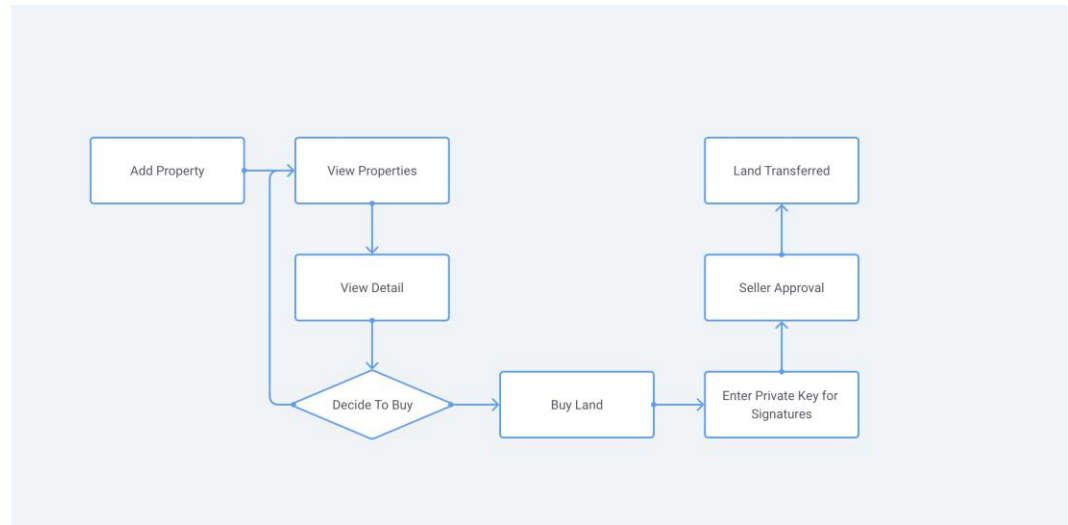 Add Property
View Properties
Land Transferred
View Detail
Seller Approval
Decide To Buy
Buy Land
Enter Private Key for
Signatures